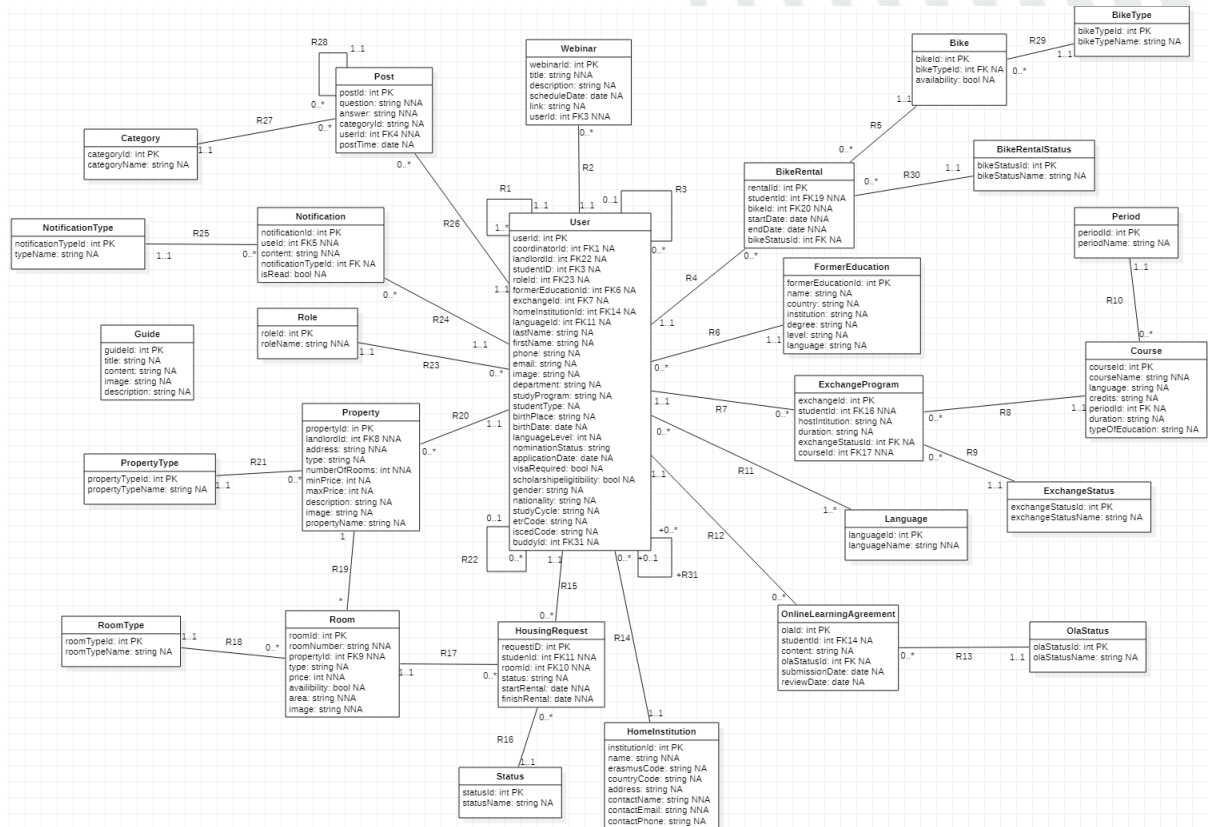 BikeType
bikeTypeId: int PK
bikeTypeName: string NA
R28
1..1
0..*
Post
postId: int PK
question: string NNA
answer: string NNA
categoryId: string NA
userId: int FK4 NNA
postTime: date NA
0..*
0..*
Webinar
webinarId: int PK
title: string NNA
description: string NA
scheduleDate: date NA
link: string NA
userId: int FK3 NNA
0..*
R2
1..1
Bike
bikeId: int PK
bikeTypeId: int FK NA
availability: bool NA
1..1
R29
1..1
0..*
R5
0..*
Category
categoryId: int PK
categoryName: string NA
R27
1..1
BikeRentalStatus
bikeStatusId: int PK
bikeStatusName: string NA
1..1
R30
0..*
BikeRental
rentalId: int PK
studentId: int FK19 NNA
bikeId: int FK20 NNA
startDate: date NNA
endDate: date NNA
bikeStatusId: int FK NA
0..*
R4
1..1
R1
1..1
1..*
R3
0..1
0..*
R26
1..1
NotificationType
notificationTypeId: int PK
typeName: string NA
R25
1..1
0..*
Notification
notificationId: int PK
useId: int FK5 NNA
content: string NNA
notificationTypeId: int FK NA
isRead: bool NA
0..*
R24
1..1
Period
periodId: int PK
periodName: string NA
1..1
R10
0..*
User
userId: int PK
coordinatorId: int FK1 NA
landlordId: int FK22 NA
studentID: int FK3 NA
roleId: int FK23 NA
formerEducationId: int FK6 NA
exchangeId: int FK7 NA
homeInstitutionId: int FK14 NA
languageId: int FK11 NA
lastName: string NA
firstName: string NA
phone: string NA
email: string NA
image: string NA
department: string NA
studyProgram: string NA
studentType: NA
birthPlace: string NA
birthDate: date NA
languageLevel: int NA
nominationStatus: string
applicationDate: date NA
visaRequired: bool NA
scholarshipeligitibility: bool NA
gender: string NA
nationality: string NA
studyCycle: string NA
etrCode: string NA
iscedCode: string NA
buddyId: int FK31 NA
FormerEducation
formerEducationId: int PK
name: string NA
country: string NA
institution: string NA
degree: string NA
level: string NA
language: string NA
R6
1..1
0..*
Role
roleId: int PK
roleName: string NNA
1..1
R23
0..*
Guide
guideId: int PK
title: string NA
content: string NA
image: string NA
description: string NA
Course
courseId: int PK
courseName: string NNA
language: string NA
credits: string NA
periodId: int FK NA
duration: string NA
typeOfEducation: string NA
ExchangeProgram
exchangeId: int PK
studentId: int FK16 NNA
hostInstitution: string NA
duration: string NA
exchangeStatusId: int FK NA
courseId: int FK17 NNA
1..1
R7
0..*
0..*
R8
1..1
R9
0..*
1..1
ExchangeStatus
exchangeStatusId: int PK
exchangeStatusName: string NA
Property
propertyId: in PK
landlordId: int FK8 NNA
address: string NNA
type: string NA
numberOfRooms: int NNA
minPrice: int NA
maxPrice: int NA
description: string NA
image: string NA
propertyName: string NA
R20
1..1
0..*
PropertyType
propertyTypeId: int PK
propertyTypeName: string NA
R21
1..1
0..*
0..*
R11
1..*
Language
languageId: int PK
languageName: string NNA
1..1
R12
0..*
0..1
R22
0..*
1..1
0..*
+0..1
+0..*
+R31
1
R19
*
R15
0..*
R14
1..1
RoomType
roomTypeId: int PK
roomTypeName: string NA
1..1
R18
0..*
Room
roomId: int PK
roomNumber: string NNA
propertyId: int FK9 NNA
type: string NA
price: int NNA
availibility: bool NA
area: string NNA
image: string NNA
R17
1..1
0..*
HousingRequest
requestID: int PK
studenId: int FK11 NNA
roomId: int FK10 NNA
status: string NA
startRental: date NNA
finishRental: date NNA
OnlineLearningAgreement
olaId: int PK
studentId: int FK14 NA
content: string NA
olaStatusId: int FK NA
submissionDate: date NA
reviewDate: date NA
0..*
R13
1..1
OlaStatus
olaStatusId: int PK
olaStatusName: string NA
0..*
R16
1..1
Status
statusId: int PK
statusName: string NA
HomeInstitution
institutionId: int PK
name: string NNA
erasmusCode: string NA
countryCode: string NA
address: string NA
contactName: string NNA
contactEmail: string NNA
contactPhone: string NA